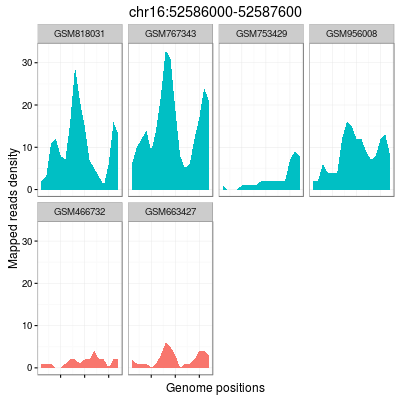 chr16:52586000-52587600
GSM818031 GSM767343 GSM753429 GSM956008
30
20
10
0
Mapped reads density
GSM466732 GSM663427
30
20
10
0
Genome positions